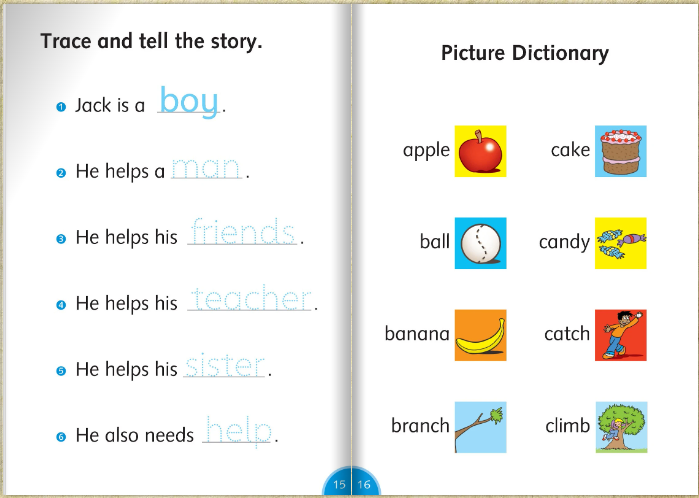 Trace and tell the story.
1 Jack is a boy.
2 He helps a man.
3 He helps his friends.
4 He helps his teacher.
5 He helps his sister.
6 He also needs help.
15
Picture Dictionary
apple
cake
ball
candy
banana
catch
branch
climb
16